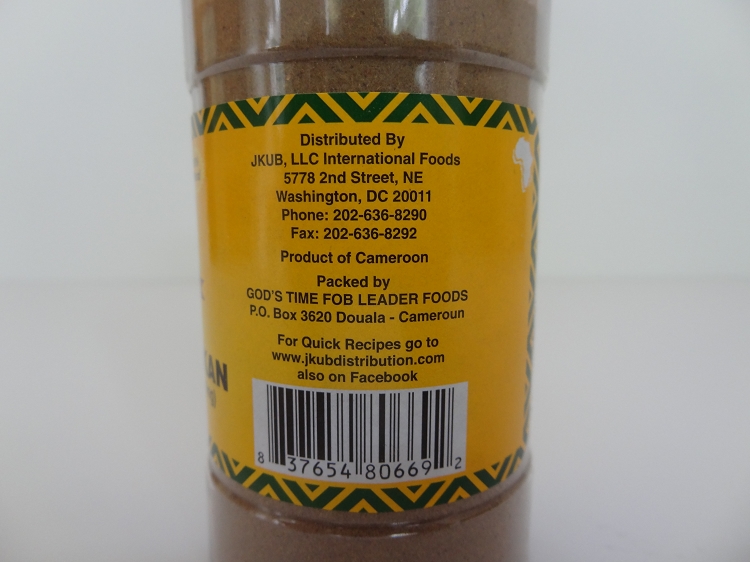 Distributed By
JKUB, LLC International Foods
5778 2nd Street, NE
Washington, DC 20011
Phone: 202-636-8290
Fax: 202-636-8292
Product of Cameroon
Packed by
GOD'S TIME FOB LEADER FOODS
P.O. Box 3620 Douala - Cameroun
For Quick Recipes go to
www.jkubdistribution.com
also on Facebook
8 37654 80669 2